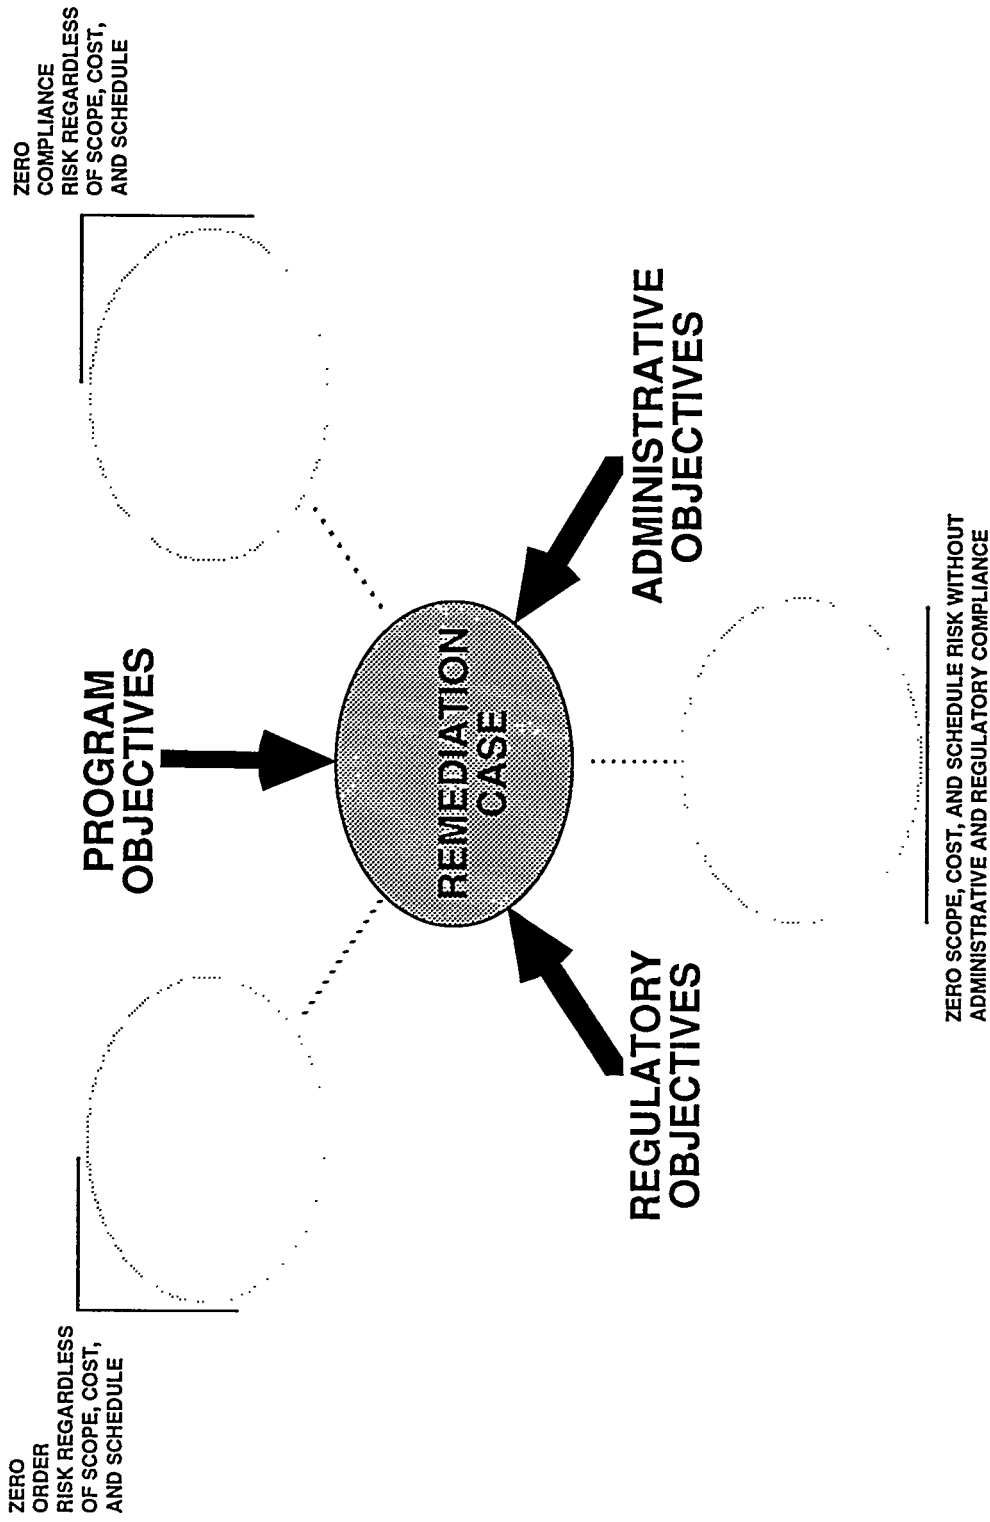 ZERO
ORDER
RISK REGARDLESS
OF SCOPE, COST,
AND SCHEDULE
ZERO
COMPLIANCE
RISK REGARDLESS
OF SCOPE, COST,
AND SCHEDULE
PROGRAM
OBJECTIVES
REMEDIATION
CASE
REGULATORY
OBJECTIVES
ADMINISTRATIVE
OBJECTIVES
ZERO SCOPE, COST, AND SCHEDULE RISK WITHOUT
ADMINISTRATIVE AND REGULATORY COMPLIANCE